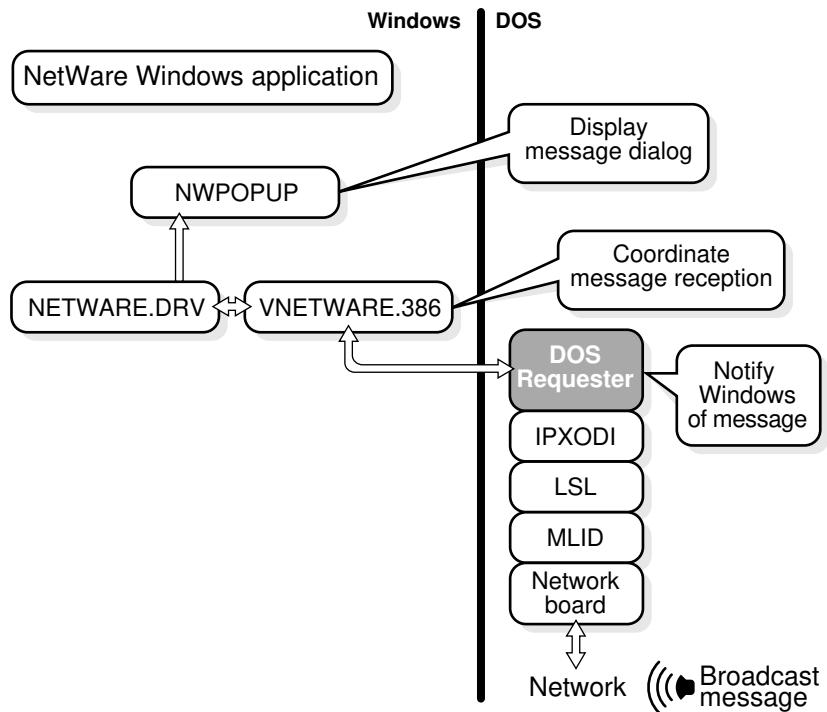 Windows
DOS
NetWare Windows application
Display
message dialog
NWPOPUP
Coordinate
message reception
NETWARE.DRV
VNETWARE.386
DOS
Requester
Notify
Windows
of message
IPXODI
LSL
MLID
Network
board
Network
Broadcast
message